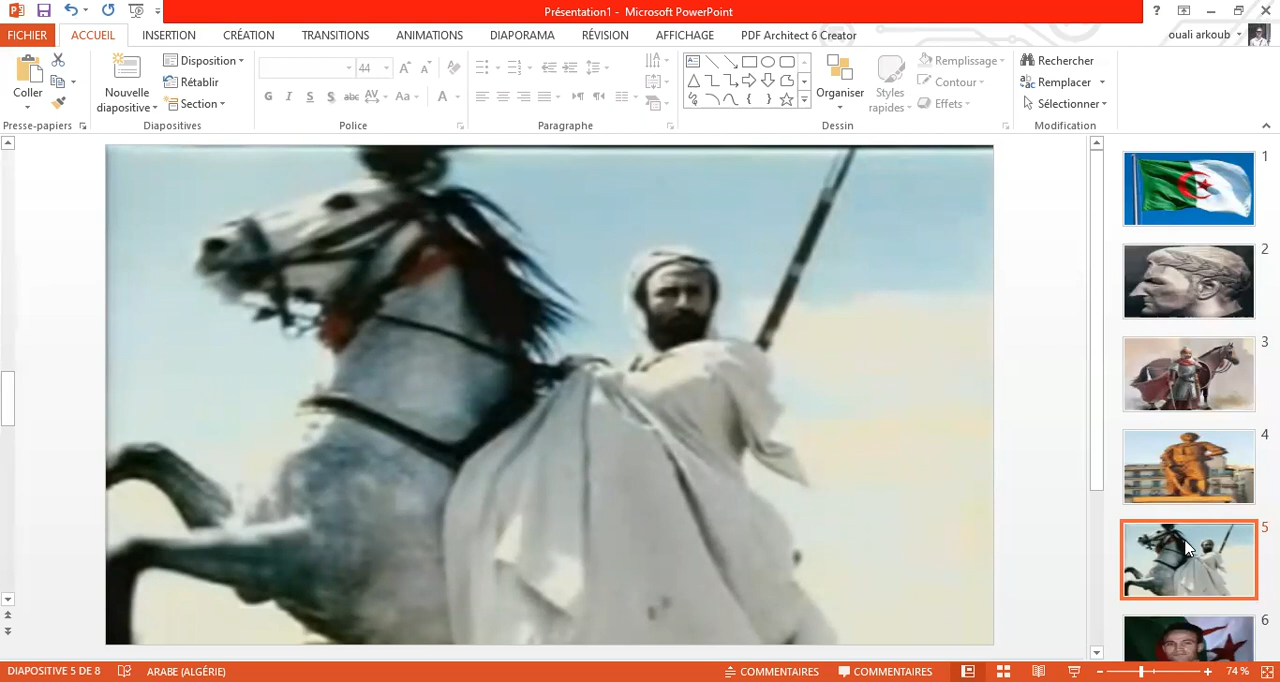 Présentation1 - Microsoft PowerPoint
FICHIER ACCUEIL INSERTION CRÉATION TRANSITIONS ANIMATIONS DIAPORAMA RÉVISION AFFICHAGE PDF Architect 6 Creator ouali arkoub
Coller
Presse-papiers
Nouvelle diapositive
Disposition
Rétablir
Section
Diapositives
44
G I S S abc AV Aa A
Police
Paragraphe
Organiser
Styles rapides
Remplissage
Contour
Effets
Dessin
Rechercher
Remplacer
Sélectionner
Modification
1
2
3
4
5
6
DIAPOSITIVE 5 DE 8 ARABE (ALGÉRIE) COMMENTAIRES COMMENTAIRES 74 %